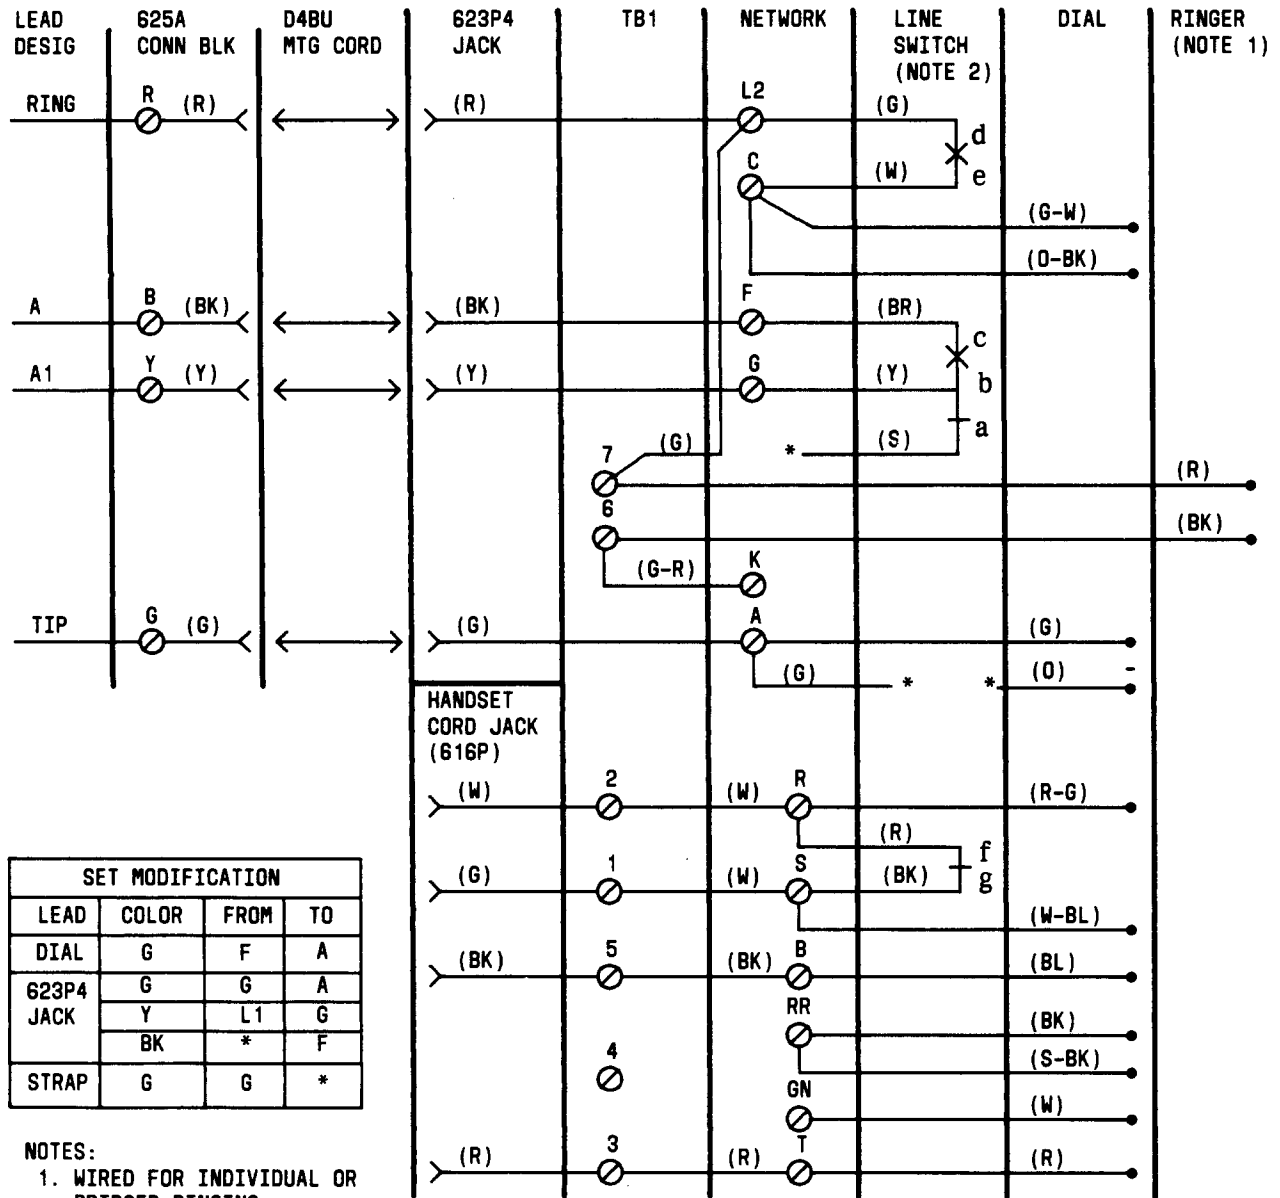 LEAD DESIG
625A CONN BLK
D4BU MTG CORD
623P4 JACK
TB1
NETWORK
LINE SWITCH (NOTE 2)
DIAL
RINGER (NOTE 1)
RING R (R) (R) L2 (G) d
C (W) e
(G-W)
(O-BK)
A B (BK) (BK) F (BR) c
A1 Y (Y) (Y) G (Y) b
(G) * (S) a
7 (R)
6 (BK)
(G-R) K
TIP G (G) (G) A (G)
(G) * * (O) -
HANDSET
CORD JACK
(616P)
(W) 2 (W) R (R-G)
(R) f
(G) 1 (W) S (BK) g
(W-BL)
(BK) 5 (BK) B (BL)
RR (BK)
4 (S-BK)
GN (W)
(R) 3 (R) T (R)
SET MODIFICATION
LEAD COLOR FROM TO
DIAL G F A
623P4 JACK G G A
Y L1 G
BK * F
STRAP G G *
NOTES:
1. WIRED FOR INDIVIDUAL OR